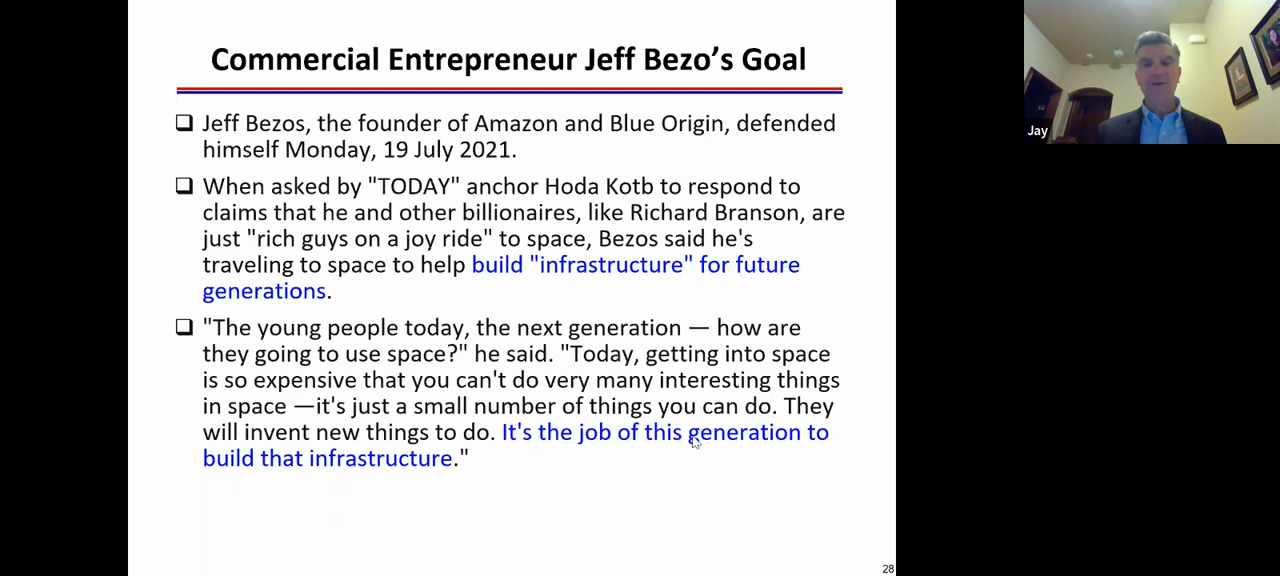 Commercial Entrepreneur Jeff Bezo’s Goal
Jeff Bezos, the founder of Amazon and Blue Origin, defended
himself Monday, 19 July 2021.
When asked by "TODAY" anchor Hoda Kotb to respond to
claims that he and other billionaires, like Richard Branson, are
just "rich guys on a joy ride" to space, Bezos said he's
traveling to space to help build "infrastructure" for future
generations.
"The young people today, the next generation — how are
they going to use space?" he said. "Today, getting into space
is so expensive that you can't do very many interesting things
in space —it's just a small number of things you can do. They
will invent new things to do. It's the job of this generation to
build that infrastructure."
28
Jay